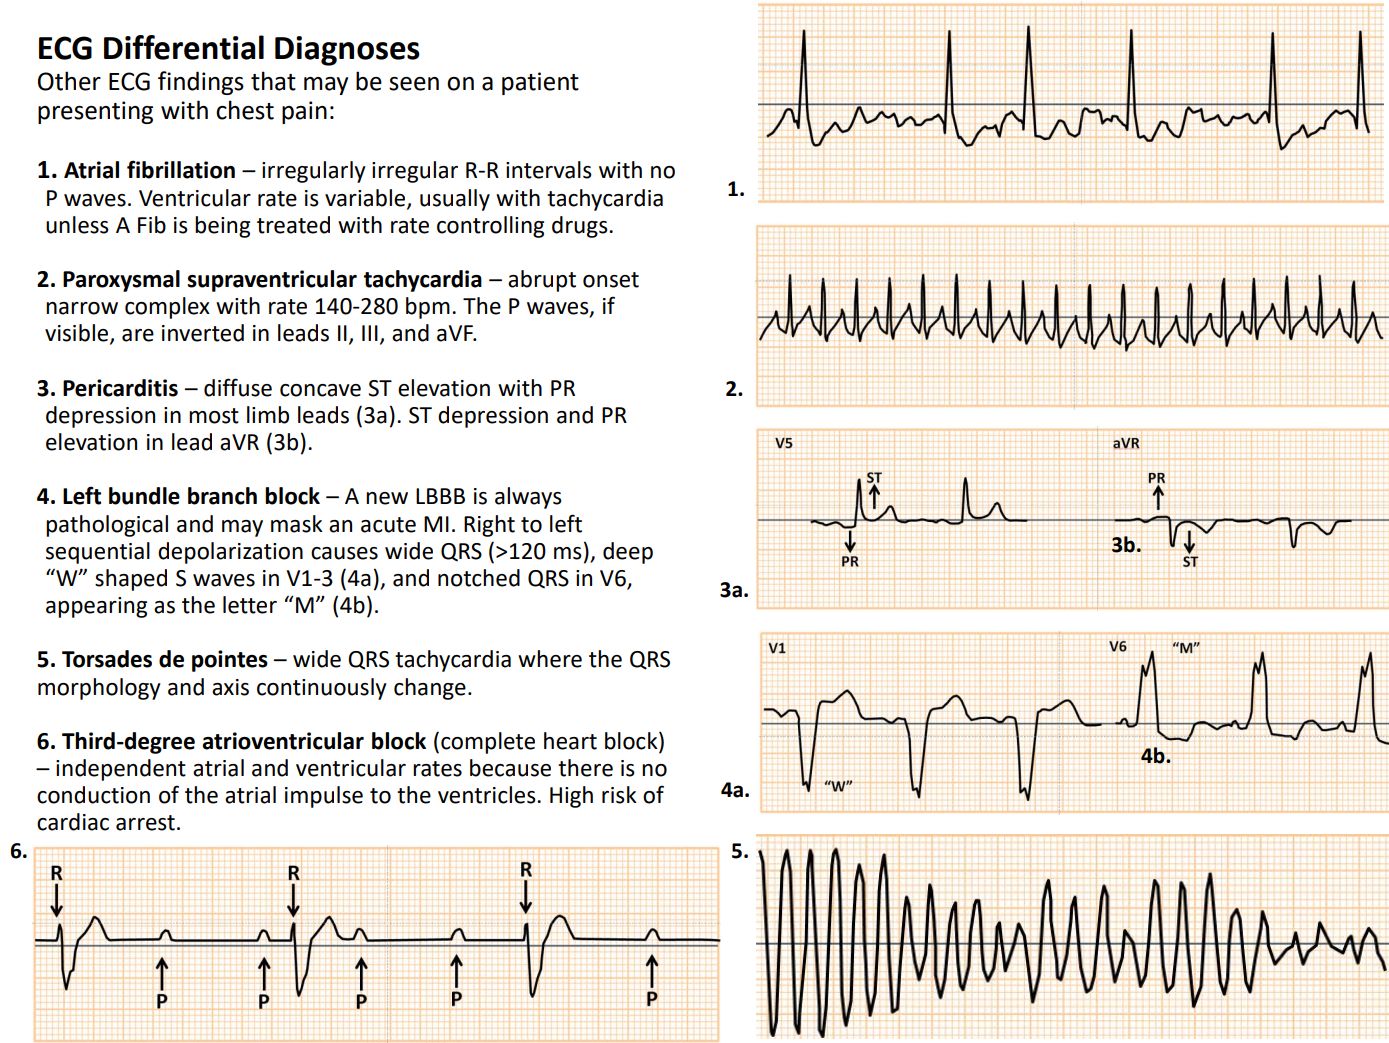 ECG Differential Diagnoses
Other ECG findings that may be seen on a patient
presenting with chest pain:
1. Atrial fibrillation – irregularly irregular R-R intervals with no
P waves. Ventricular rate is variable, usually with tachycardia
unless A Fib is being treated with rate controlling drugs.
2. Paroxysmal supraventricular tachycardia – abrupt onset
narrow complex with rate 140-280 bpm. The P waves, if
visible, are inverted in leads II, III, and aVF.
3. Pericarditis – diffuse concave ST elevation with PR
depression in most limb leads (3a). ST depression and PR
elevation in lead aVR (3b).
4. Left bundle branch block – A new LBBB is always
pathological and may mask an acute MI. Right to left
sequential depolarization causes wide QRS (>120 ms), deep
“W” shaped S waves in V1-3 (4a), and notched QRS in V6,
appearing as the letter “M” (4b).
5. Torsades de pointes – wide QRS tachycardia where the QRS
morphology and axis continuously change.
6. Third-degree atrioventricular block (complete heart block)
– independent atrial and ventricular rates because there is no
conduction of the atrial impulse to the ventricles. High risk of
cardiac arrest.
6.
R R R
P P P P P
1.
2.
V5 aVR
ST PR
3b.
PR ST
3a.
V1 V6 “M”
4b.
“W”
4a.
5.